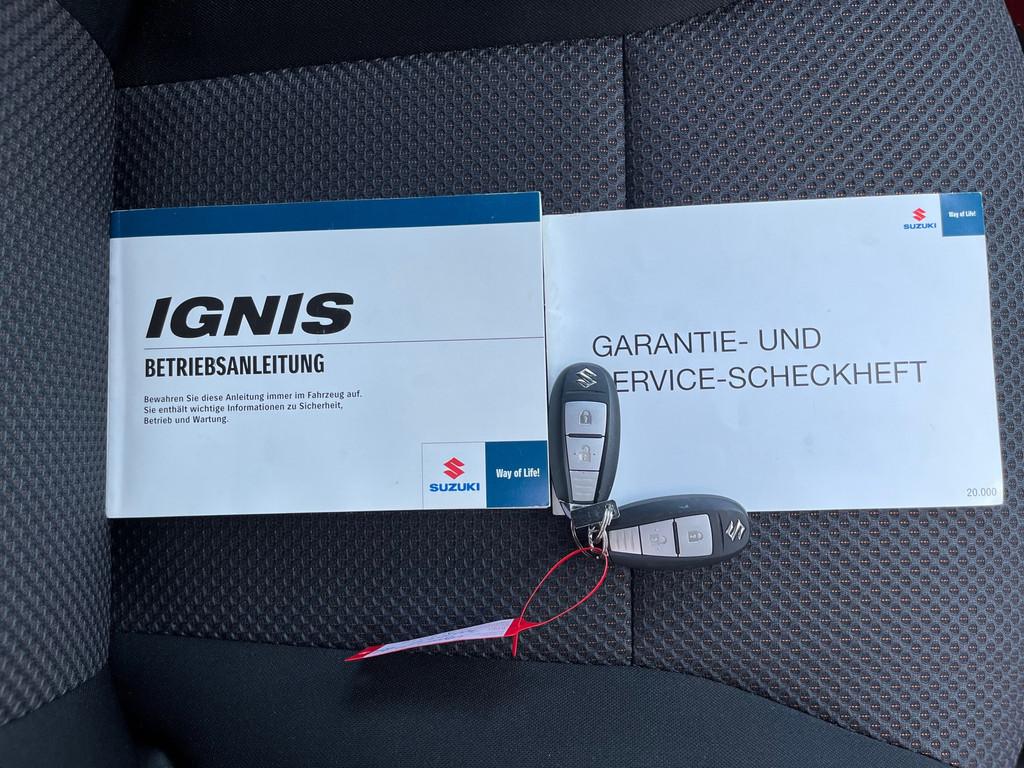 IGNIS
BETRIEBSANLEITUNG
Bewahren Sie diese Anleitung immer im Fahrzeug auf.
Sie enthält wichtige Informationen zu Sicherheit,
Betrieb und Wartung.
SUZUKI
Way of Life!
SUZUKI
Way of Life!
GARANTIE- UND
SERVICE-SCHECKHEFT
20.000